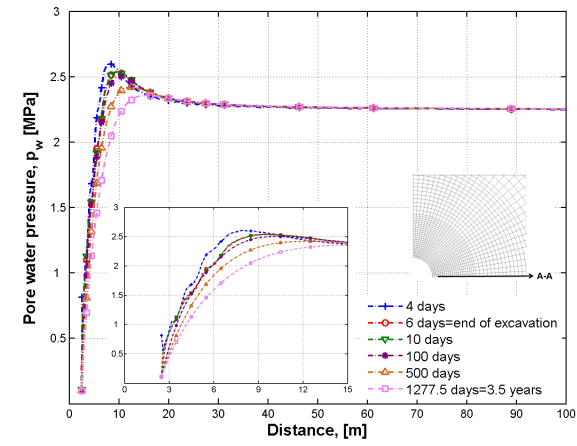 Pore water pressure, pw [MPa]
3
2.5
2
1.5
1
0.5
0 10 20 30 40 50 60 70 80 90 100
Distance, [m]
3
2.5
2
1.5
1
0.5
0 3 6 9 12 15
A-A
4 days
6 days=end of excavation
10 days
100 days
500 days
1277.5 days=3.5 years